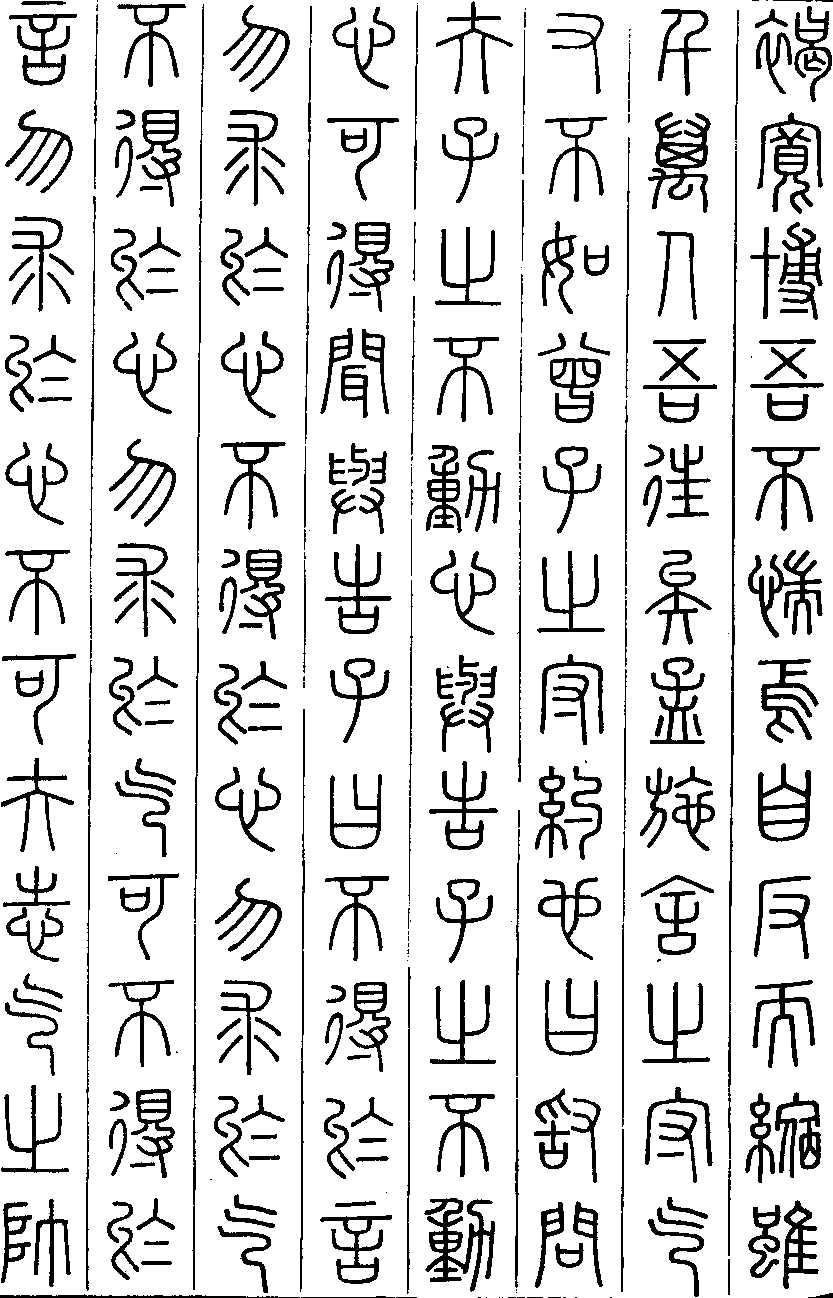 褐寬博吾不惴焉自反而縮雖
千萬人吾往矣孟施舍之守气
又不如曾子之守約也曰敢問
夫子之不動心與告子之不動
心可得聞與告子曰不得於言
勿求於心不得於心勿求於气
不得於心勿求於气可不得於
言勿求於心不可夫志气之帥